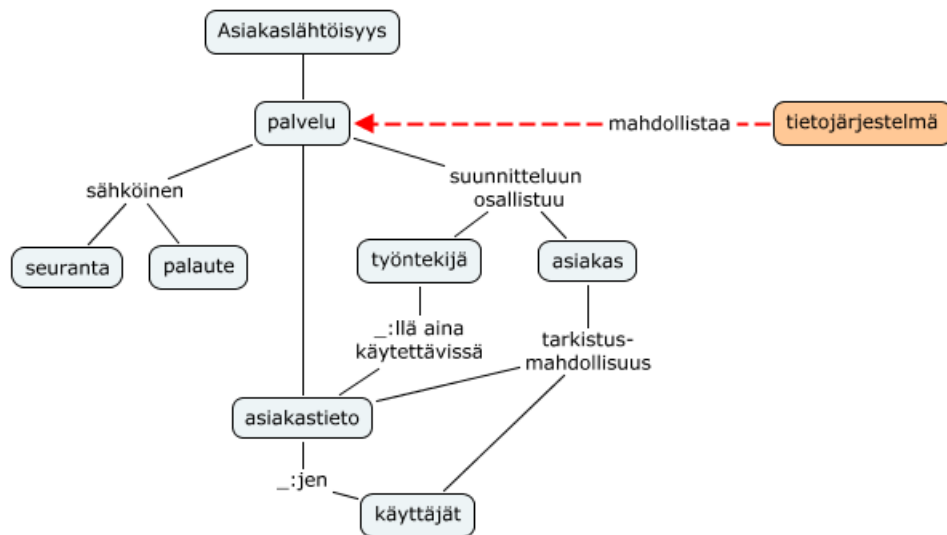 Asiakaslähtöisyys
palvelu
mahdollistaa
tietojärjestelmä
sähköinen
suunnitteluun
osallistuu
seuranta
palaute
työntekijä
asiakas
_:llä aina
käytettävissä
tarkistus-
mahdollisuus
asiakastieto
_:jen
käyttäjät